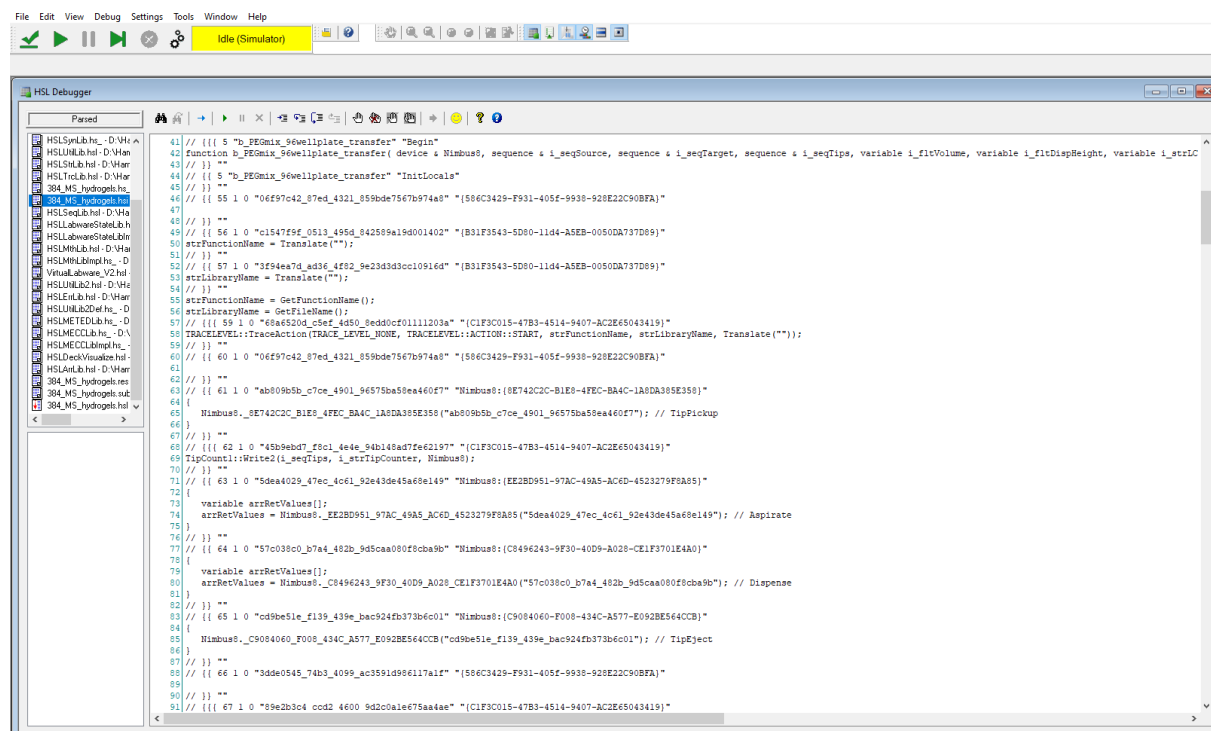 File Edit View Debug Settings Tools Window Help
Idle (Simulator)
HSL Debugger
Parsed
HSLSynLib.hs_ - D:\Ha
HSLUtilLib.hsl - D:\Han
HSLStrLib.hsl - D:\Harr
HSLTrcLib.hsl - D:\Har
384_MS_hydrogels.hs_
384_MS_hydrogels.hsi
HSLSeqLib.hsl - D:\Ha
HSLLabwareStateLib.h
HSLLabwareStateLibIm
HSLMthLib.hsl - D:\Ha
HSLMthLibImpl.hs_ - D
VirtualLabware_V2.hsl -
HSLUtilLib2.hsl - D:\Ha
HSLErrLib.hsl - D:\Harr
HSLUtilLib2Def.hs_ - D
HSLMETEDLib.hs_ - D
HSLMECCLib.hs_ - D:\
HSLMECCLibImpl.hs_ -
HSLDeckVisualize.hsl -
HSLArrLib.hsl - D:\Harr
384_MS_hydrogels.res
384_MS_hydrogels.sub
384_MS_hydrogels.hsl
41 // {{{ 5 "b_PEGmix_96wellplate_transfer" "Begin"
42 function b_PEGmix_96wellplate_transfer( device & Nimbus8, sequence & i_seqSource, sequence & i_seqTarget, sequence & i_seqTips, variable i_fltVolume, variable i_fltDispHeight, variable i_strLC
43 // }} ""
44 // {{ 5 "b_PEGmix_96wellplate_transfer" "InitLocals"
45 // }} ""
46 // {{ 55 1 0 "06f97c42_87ed_4321_859bde7567b974a8" "{586C3429-F931-405f-9938-928E22C90BFA}"
47
48 // }} ""
49 // {{ 56 1 0 "c1547f9f_0513_495d_842589a19d001402" "{B31F3543-5D80-11d4-A5EB-0050DA737D89}"
50 strFunctionName = Translate("");
51 // }} ""
52 // {{ 57 1 0 "3f94ea7d_ad36_4f82_9e23d3d3cc10916d" "{B31F3543-5D80-11d4-A5EB-0050DA737D89}"
53 strLibraryName = Translate("");
54 // }} ""
55 strFunctionName = GetFunctionName();
56 strLibraryName = GetFileName();
57 // {{{ 59 1 0 "68a6520d_c5ef_4d50_8edd0cf01111203a" "{C1F3C015-47B3-4514-9407-AC2E65043419}"
58 TRACELEVEL::TraceAction(TRACE_LEVEL_NONE, TRACELEVEL::ACTION::START, strFunctionName, strLibraryName, Translate(""));
59 // }} ""
60 // {{ 60 1 0 "06f97c42_87ed_4321_859bde7567b974a8" "{586C3429-F931-405f-9938-928E22C90BFA}"
61
62 // }} ""
63 // {{ 61 1 0 "ab809b5b_c7ce_4901_96575ba58ea460f7" "Nimbus8:{8E742C2C-B1E8-4FEC-BA4C-1A8DA385E358}"
64 {
65 Nimbus8._8E742C2C_B1E8_4FEC_BA4C_1A8DA385E358("ab809b5b_c7ce_4901_96575ba58ea460f7"); // TipPickup
66 }
67 // }} ""
68 // {{{ 62 1 0 "45b9ebd7_f8c1_4e4e_94b148ad7fe62197" "{C1F3C015-47B3-4514-9407-AC2E65043419}"
69 TipCount1::Write2(i_seqTips, i_strTipCounter, Nimbus8);
70 // }} ""
71 // {{ 63 1 0 "5dea4029_47ec_4c61_92e43de45a68e149" "Nimbus8:{EE2BD951-97AC-49A5-AC6D-4523279F8A85}"
72 {
73 variable arrRetValues[];
74 arrRetValues = Nimbus8._EE2BD951_97AC_49A5_AC6D_4523279F8A85("5dea4029_47ec_4c61_92e43de45a68e149"); // Aspirate
75 }
76 // }} ""
77 // {{ 64 1 0 "57c038c0_b7a4_482b_9d5caa080f8cba9b" "Nimbus8:{C8496243-9F30-40D9-A028-CE1F3701E4A0}"
78 {
79 variable arrRetValues[];
80 arrRetValues = Nimbus8._C8496243_9F30_40D9_A028_CE1F3701E4A0("57c038c0_b7a4_482b_9d5caa080f8cba9b"); // Dispense
81 }
82 // }} ""
83 // {{ 65 1 0 "cd9be51e_f139_439e_bac924fb373b6c01" "Nimbus8:{C9084060-F008-434C-A577-E092BE564CCB}"
84 {
85 Nimbus8._C9084060_F008_434C_A577_E092BE564CCB("cd9be51e_f139_439e_bac924fb373b6c01"); // TipEject
86 }
87 // }} ""
88 // {{ 66 1 0 "3dde0545_74b3_4099_ac3591d986117a1f" "{586C3429-F931-405f-9938-928E22C90BFA}"
89
90 // }} ""
91 // {{{ 67 1 0 "89e2b3c4 ccd2 4600 9d2c0a1e675aa4ae" "{C1F3C015-47B3-4514-9407-AC2E65043419}"